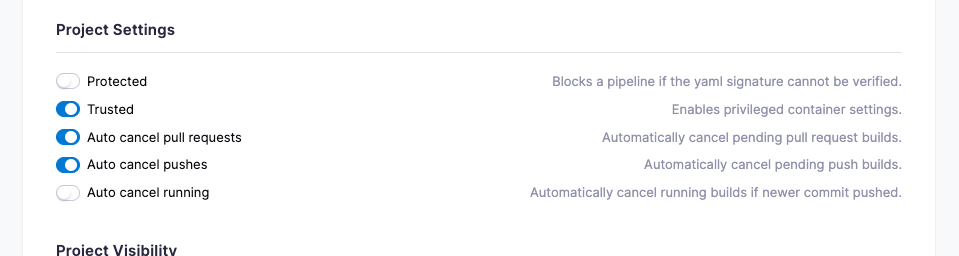 Project Settings
Protected Blocks a pipeline if the yaml signature cannot be verified.
Trusted Enables privileged container settings.
Auto cancel pull requests Automatically cancel pending pull request builds.
Auto cancel pushes Automatically cancel pending push builds.
Auto cancel running Automatically cancel running builds if newer commit pushed.
Project Visibility